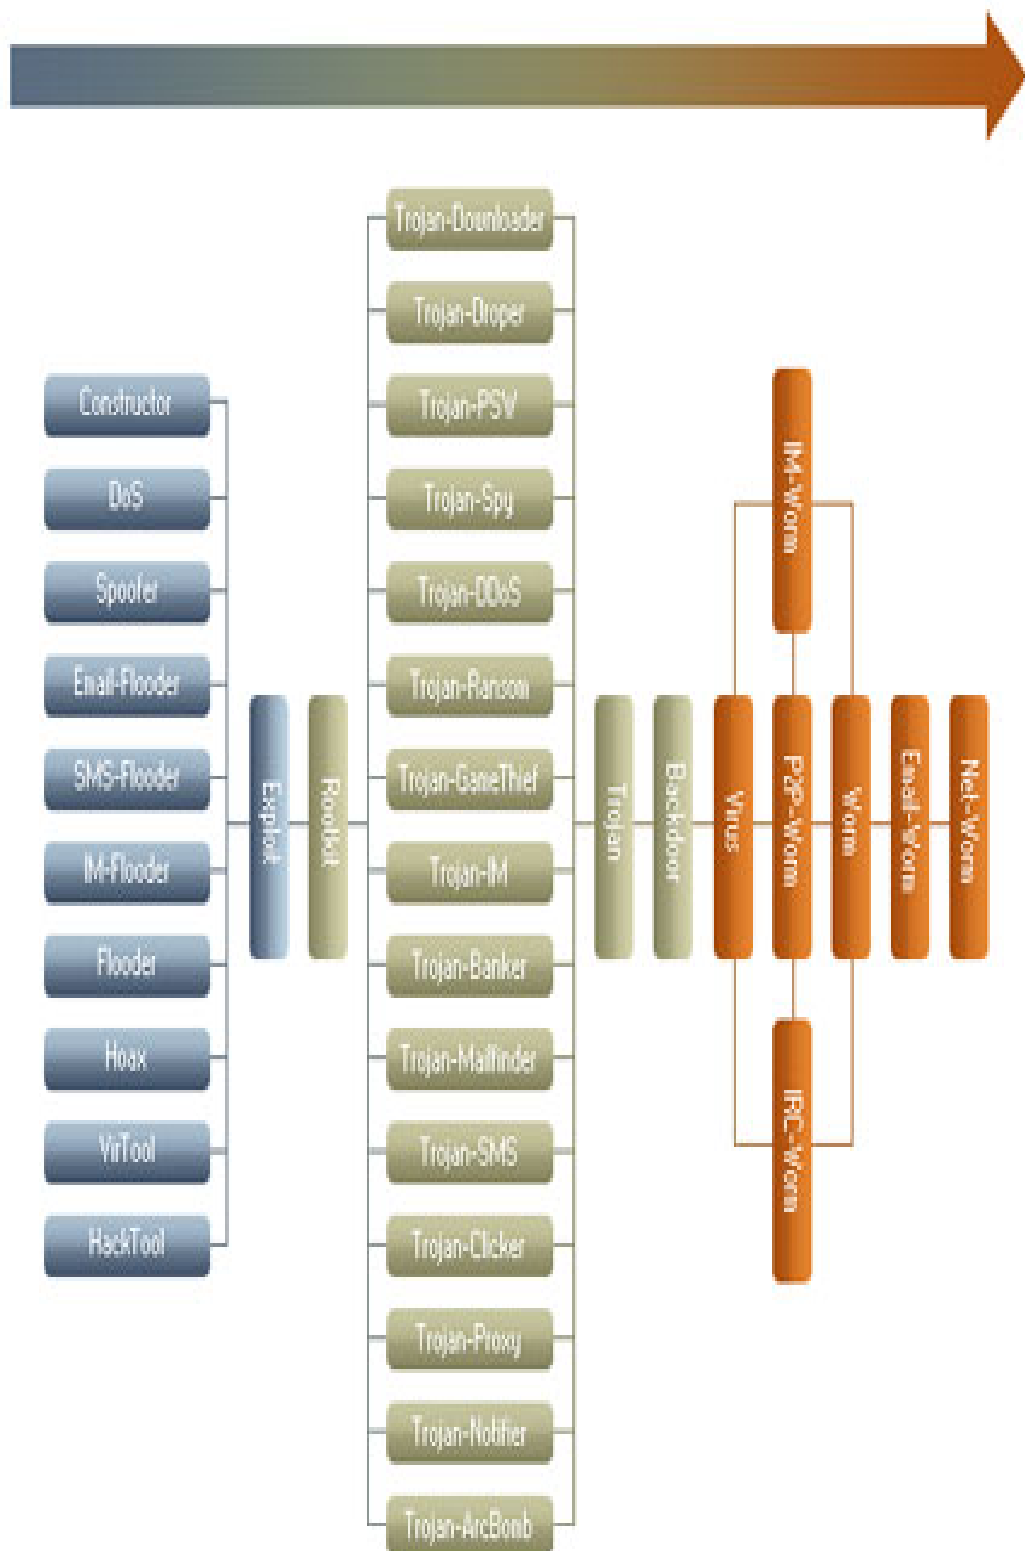 Constructor
DoS
Spoofer
Email-Flooder
SMS-Flooder
IM-Flooder
Flooder
Hoax
VirTool
HackTool
Exploit
Rootkit
Trojan-Downloader
Trojan-Droper
Trojan-PSW
Trojan-Spy
Trojan-DDoS
Trojan-Ransom
Trojan-GameThief
Trojan-IM
Trojan-Banker
Trojan-Mailfinder
Trojan-SMS
Trojan-Clicker
Trojan-Proxy
Trojan-Notifier
Trojan-ArcBomb
Trojan
Backdoor
Virus
IM-Worm
P2P-Worm
IRC-Worm
Worm
Email-Worm
Net-Worm